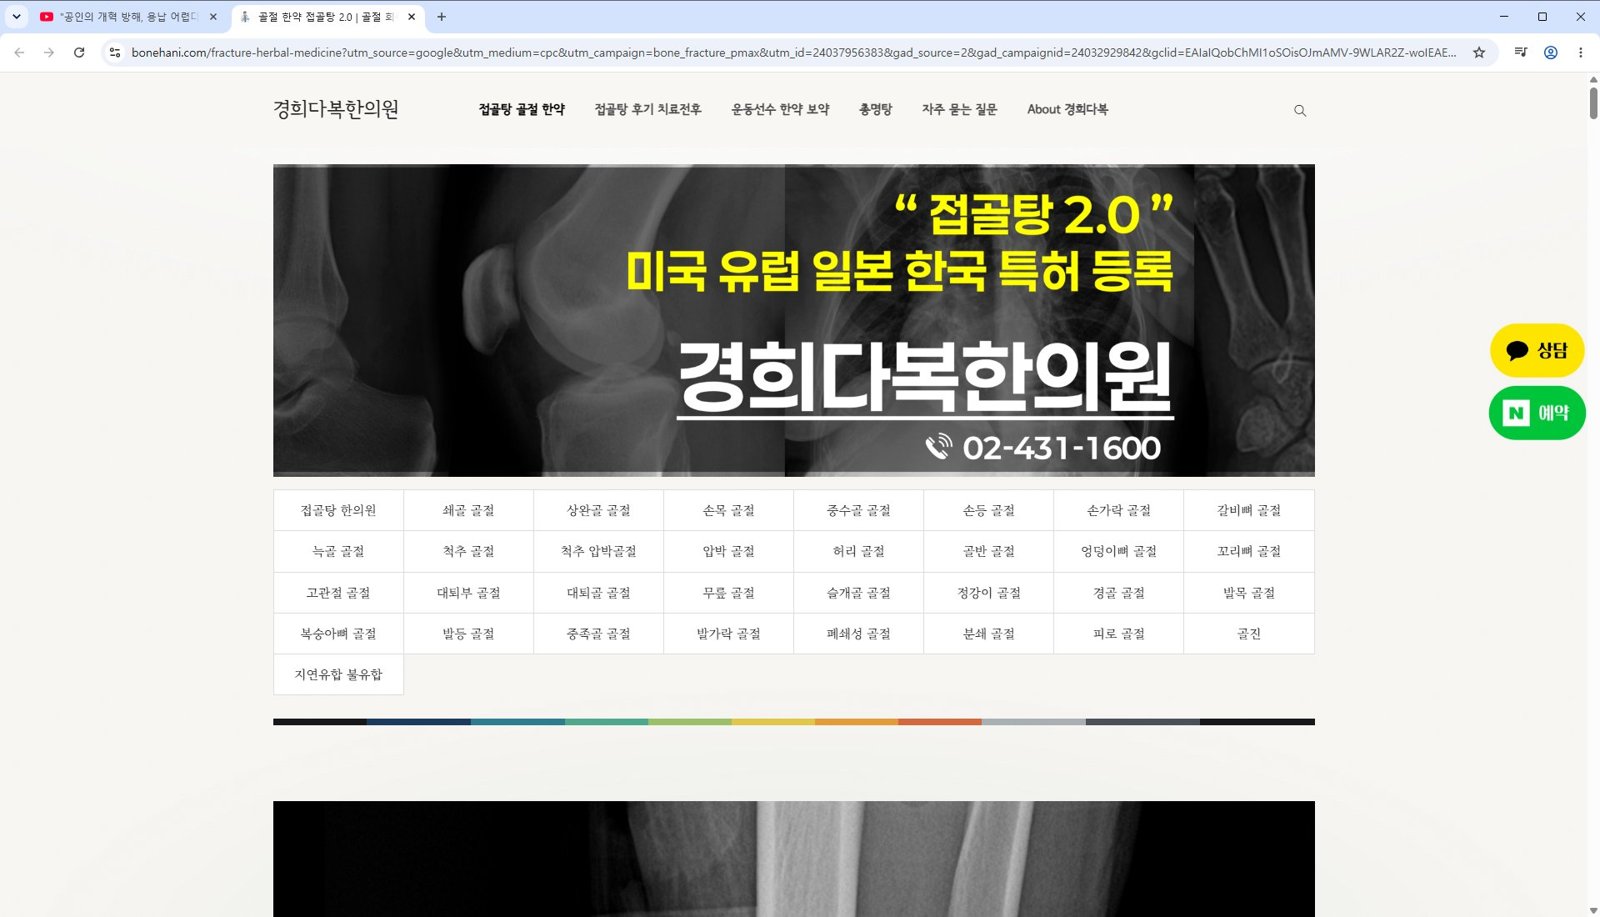 "공인의 개혁 방해, 용납 어렵다
골절 한약 접골탕 2.0 | 골절 회
bonehani.com/fracture-herbal-medicine?utm_source=google&utm_medium=cpc&utm_campaign=bone_fracture_pmax&utm_id=24037956383&gad_source=2&gad_campaignid=24032929842&gclid=EAIaIQobChMI1oSOisOJmAMV-9WLAR2Z-woIEAE...
경희다복한의원
접골탕 골절 한약 접골탕 후기 치료전후 운동선수 한약 보약 총명탕 자주 묻는 질문 About 경희다복
“ 접골탕 2.0 ”
미국 유럽 일본 한국 특허 등록
경희다복한의원
02-431-1600
상담
N 예약
접골탕 한의원 쇄골 골절 상완골 골절 손목 골절 중수골 골절 손등 골절 손가락 골절 갈비뼈 골절
늑골 골절 척추 골절 척추 압박골절 압박 골절 허리 골절 골반 골절 엉덩이뼈 골절 꼬리뼈 골절
고관절 골절 대퇴부 골절 대퇴골 골절 무릎 골절 슬개골 골절 정강이 골절 경골 골절 발목 골절
복숭아뼈 골절 발등 골절 중족골 골절 발가락 골절 폐쇄성 골절 분쇄 골절 피로 골절 골진
지연유합 불유합